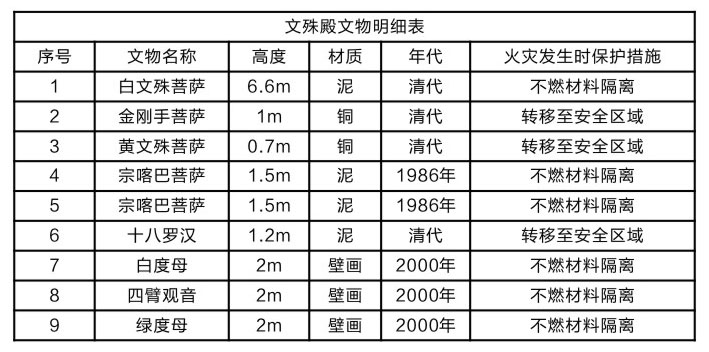 文殊殿文物明细表
序号 文物名称 高度 材质 年代 火灾发生时保护措施
1 白文殊菩萨 6.6m 泥 清代 不燃材料隔离
2 金刚手菩萨 1m 铜 清代 转移至安全区域
3 黄文殊菩萨 0.7m 铜 清代 转移至安全区域
4 宗喀巴菩萨 1.5m 泥 1986年 不燃材料隔离
5 宗喀巴菩萨 1.5m 泥 1986年 不燃材料隔离
6 十八罗汉 1.2m 泥 清代 转移至安全区域
7 白度母 2m 壁画 2000年 不燃材料隔离
8 四臂观音 2m 壁画 2000年 不燃材料隔离
9 绿度母 2m 壁画 2000年 不燃材料隔离